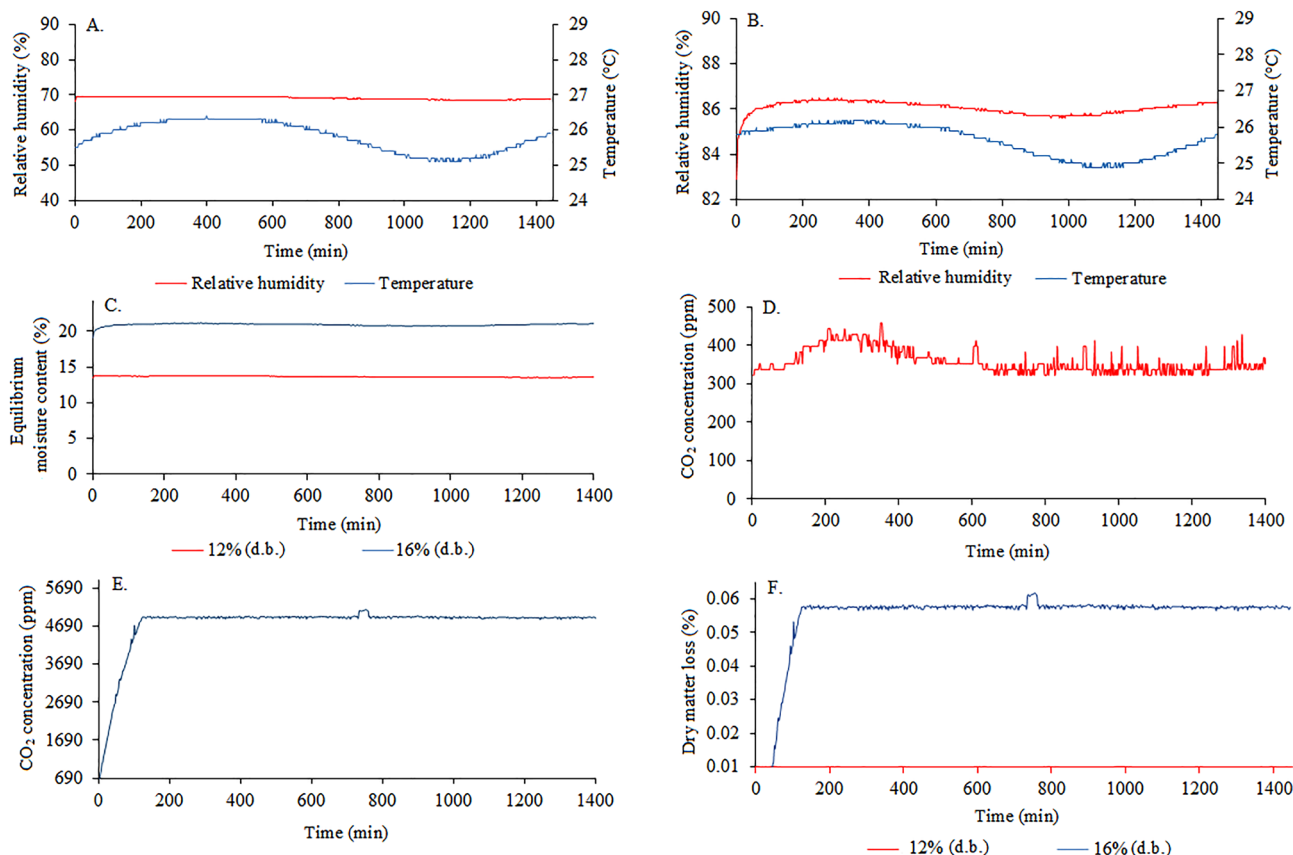 A.
90
80
70
60
50
40
Relative humidity (%)
29
28
27
26
25
24
Temperature (°C)
0 200 400 600 800 1000 1200 1400
Time (min)
Relative humidity Temperature
B.
90
88
86
84
82
Relative humidity (%)
29
28
27
26
25
24
Temperature (°C)
0 200 400 600 800 1000 1200 1400
Time (min)
Relative humidity Temperature
C.
20
15
10
5
0
Equilibrium
moisture content (%)
0 200 400 600 800 1000 1200 1400
Time (min)
12% (d.b.) 16% (d.b.)
D.
500
400
300
200
100
0
CO₂ concentration (ppm)
0 200 400 600 800 1000 1200 1400
Time (min)
E.
5690
4690
3690
2690
1690
690
CO₂ concentration (ppm)
0 200 400 600 800 1000 1200 1400
Time (min)
F.
0.06
0.05
0.04
0.03
0.02
0.01
Dry matter loss (%)
0 200 400 600 800 1000 1200 1400
Time (min)
12% (d.b.) 16% (d.b.)